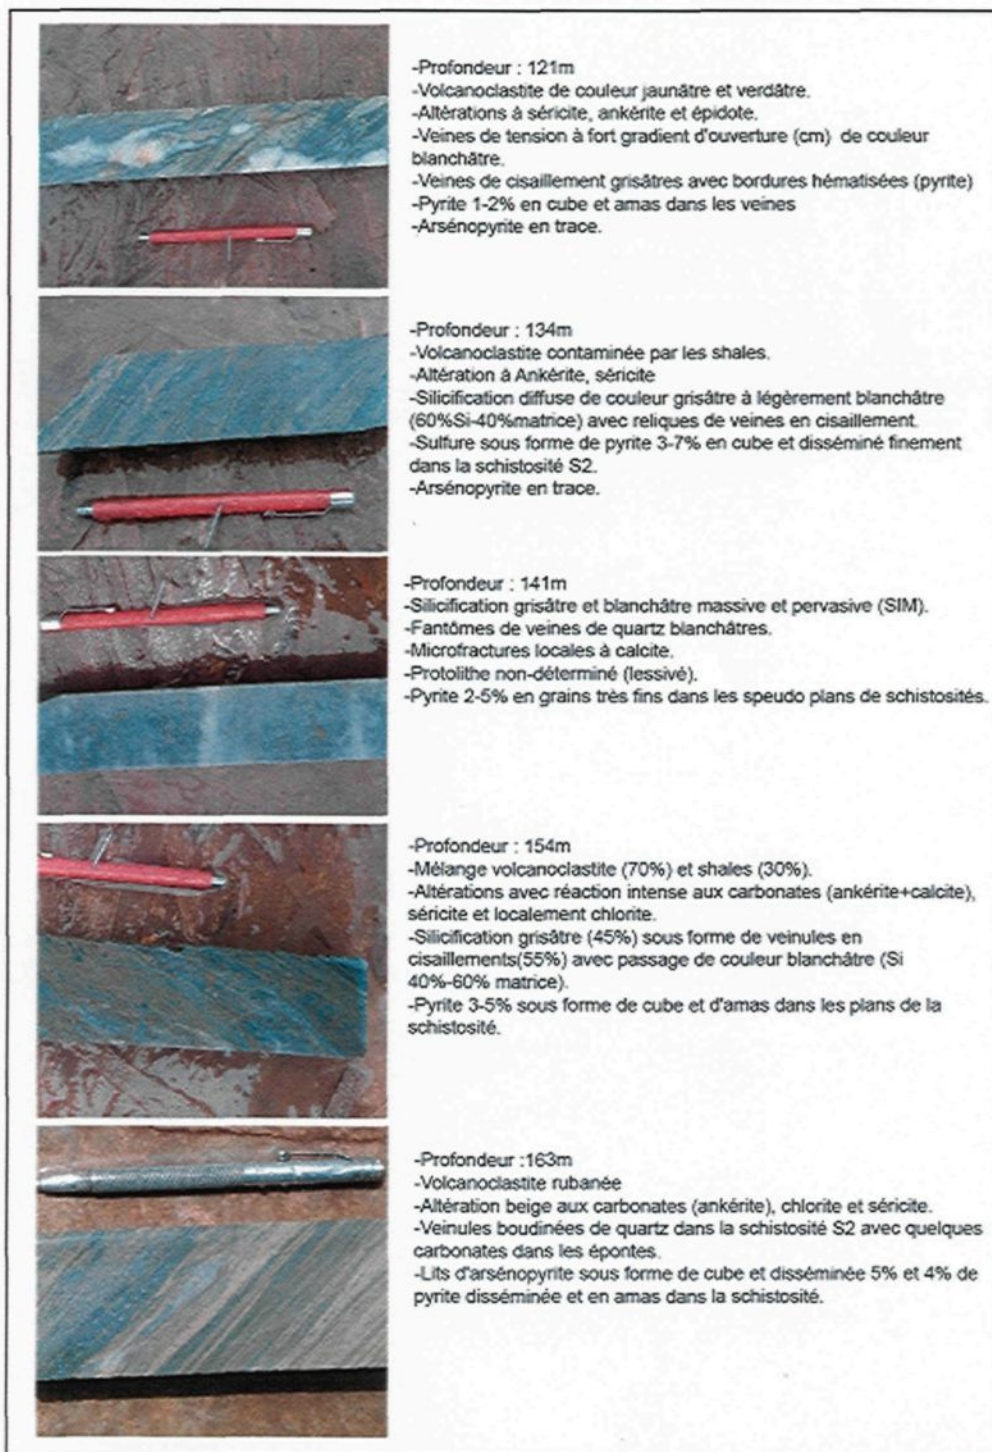 -Profondeur : 121m
-Volcanoclastite de couleur jaunâtre et verdâtre.
-Altérations à séricite, ankérite et épidote.
-Veines de tension à fort gradient d'ouverture (cm) de couleur
blanchâtre.
-Veines de cisaillement grisâtres avec bordures hématisées (pyrite)
-Pyrite 1-2% en cube et amas dans les veines
-Arsénopyrite en trace.
-Profondeur : 134m
-Volcanoclastite contaminée par les shales.
-Altération à Ankérite, séricite
-Silicification diffuse de couleur grisâtre à légèrement blanchâtre
(60%Si-40%matrice) avec reliques de veines en cisaillement.
-Sulfure sous forme de pyrite 3-7% en cube et disséminé finement
dans la schistosité S2.
-Arsénopyrite en trace.
-Profondeur : 141m
-Silicification grisâtre et blanchâtre massive et pervasive (SIM).
-Fantômes de veines de quartz blanchâtres.
-Microfractures locales à calcite.
-Protolithe non-déterminé (lessivé).
-Pyrite 2-5% en grains très fins dans les speudo plans de schistosités.
-Profondeur : 154m
-Mélange volcanoclastite (70%) et shales (30%).
-Altérations avec réaction intense aux carbonates (ankérite+calcite),
séricite et localement chlorite.
-Silicification grisâtre (45%) sous forme de veinules en
cisaillements(55%) avec passage de couleur blanchâtre (Si
40%-60% matrice).
-Pyrite 3-5% sous forme de cube et d'amas dans les plans de la
schistosité.
-Profondeur :163m
-Volcanoclastite rubanée
-Altération beige aux carbonates (ankérite), chlorite et séricite.
-Veinules boudinées de quartz dans la schistosité S2 avec quelques
carbonates dans les épontes.
-Lits d'arsénopyrite sous forme de cube et disséminée 5% et 4% de
pyrite disséminée et en amas dans la schistosité.